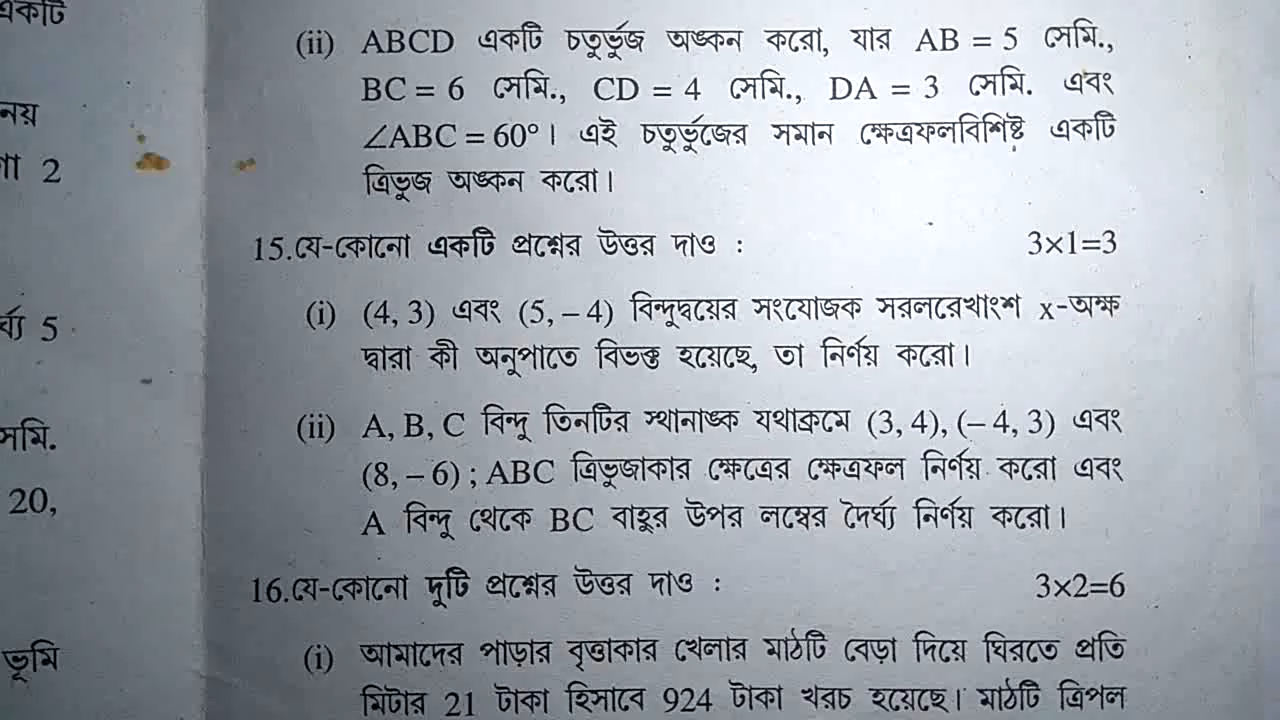 একটি
নয়
2
র্ঘ্য 5
সেমি.
20,
ভূমি
(ii) ABCD একটি চতুর্ভুজ অঙ্কন করো, যার AB = 5 সেমি.,
BC = 6 সেমি., CD = 4 সেমি., DA = 3 সেমি. এবং
∠ABC = 60°। এই চতুর্ভুজের সমান ক্ষেত্রফলবিশিষ্ট একটি
ত্রিভুজ অঙ্কন করো।
15.যে-কোনো একটি প্রশ্নের উত্তর দাও : 3×1=3
(i) (4, 3) এবং (5, – 4) বিন্দুদ্বয়ের সংযোজক সরলরেখাংশ x-অক্ষ
দ্বারা কী অনুপাতে বিভক্ত হয়েছে, তা নির্ণয় করো।
(ii) A, B, C বিন্দু তিনটির স্থানাঙ্ক যথাক্রমে (3, 4), (– 4, 3) এবং
(8, – 6) ; ABC ত্রিভুজাকার ক্ষেত্রের ক্ষেত্রফল নির্ণয় করো এবং
A বিন্দু থেকে BC বাহুর উপর লম্বের দৈর্ঘ্য নির্ণয় করো।
16.যে-কোনো দুটি প্রশ্নের উত্তর দাও : 3×2=6
(i) আমাদের পাড়ার বৃত্তাকার খেলার মাঠটি বেড়া দিয়ে ঘিরতে প্রতি
মিটার 21 টাকা হিসাবে 924 টাকা খরচ হয়েছে। মাঠটি ত্রিপল